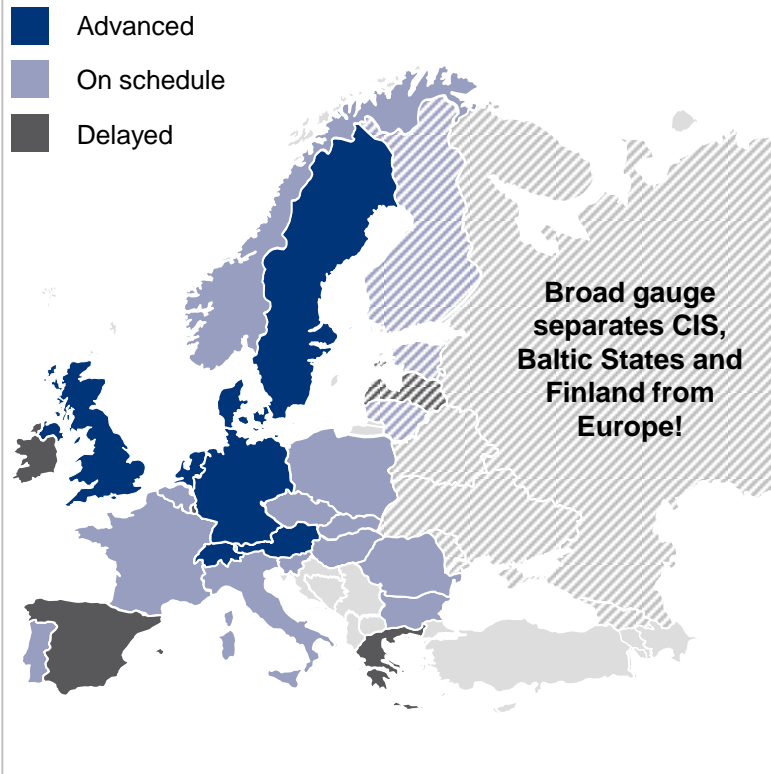 Advanced
On schedule
Delayed
Broad gauge
separates CIS,
Baltic States and
Finland from
Europe!